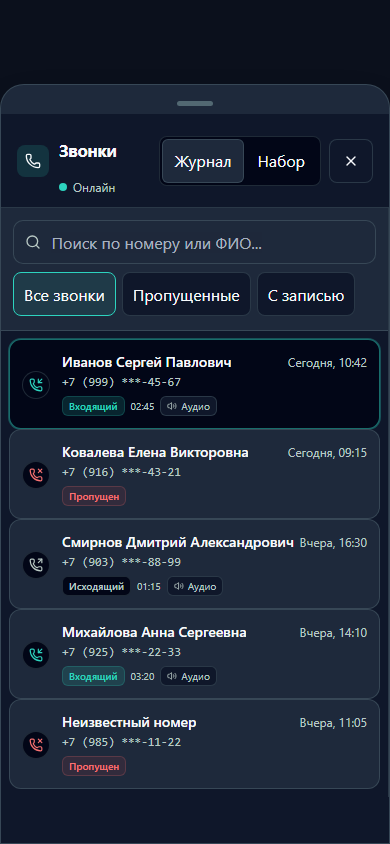 Звонки
Онлайн
Журнал
Набор
Поиск по номеру или ФИО...
Все звонки
Пропущенные
С записью
Иванов Сергей Павлович
Сегодня, 10:42
+7 (999) ***-45-67
Входящий 02:45 Аудио
Ковалева Елена Викторовна
Сегодня, 09:15
+7 (916) ***-43-21
Пропущен
Смирнов Дмитрий Александрович
Вчера, 16:30
+7 (903) ***-88-99
Исходящий 01:15 Аудио
Михайлова Анна Сергеевна
Вчера, 14:10
+7 (925) ***-22-33
Входящий 03:20 Аудио
Неизвестный номер
Вчера, 11:05
+7 (985) ***-11-22
Пропущен